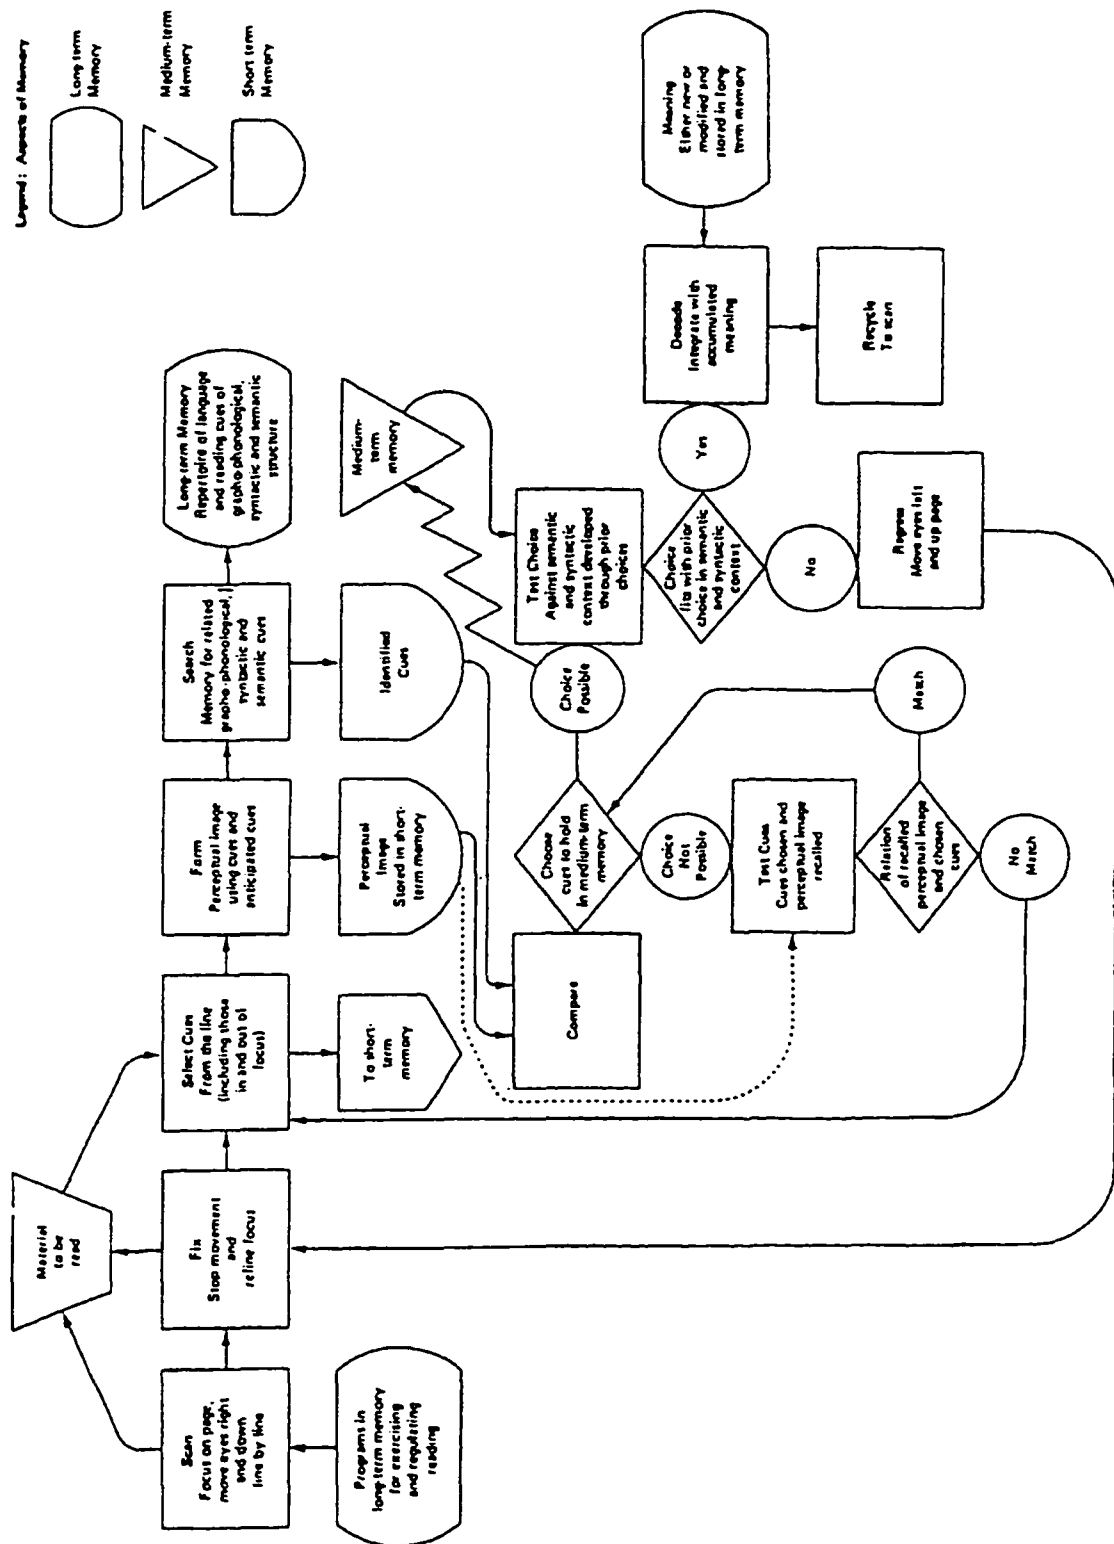 Legend: Aspects of Memory
Long-term
Memory
Medium-term
Memory
Short term
Memory
Material
to be
read
Scan
Focus on page,
move eyes right
and down
line by line
Fix
Stop movement
and
refine focus
Select Cues
From the line
(including those
in and out of
focus)
Form
Perceptual image
using cues and
anticipated cues
Search
Memory for related
grapho-phonological,
syntactic and
semantic cues
Long-term Memory
Repertoire of language
and reading cues of
grapho-phonological,
syntactic and semantic
structure
Programs in
long-term memory
for exercising
and regulating
reading
To short-
term
memory
Perceptual
Image
Stored in short-
term memory
Identified
Cues
Medium-
term
memory
Compare
Choose
cues to hold
in medium-term
memory
Choice
Possible
Test Choice
Against semantic
and syntactic
context developed
through prior
choices
Choice
Not
Possible
Choice
fits with prior
choice in semantic
and syntactic
context
Yes
Decode
Integrate with
accumulated
meaning
Meaning
Either new or
modified and
stored in long-
term memory
Test Cues
Cues chosen and
perceptual image
recalled
No
Recycle
To scan
Relation
of recalled
perceptual image
and chosen
cues
Match
Regress
Move eyes left
and up page
No
Match